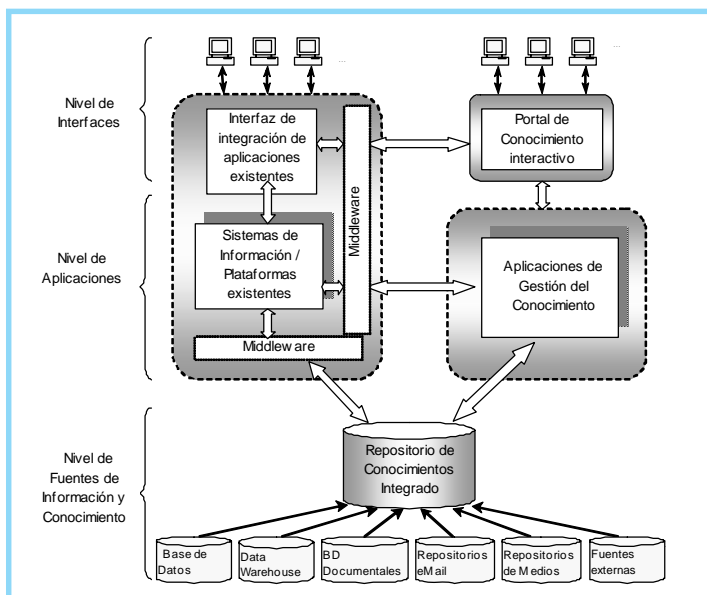 ...
...
Nivel de
Interfaces
Interfaz de
integración de
aplicaciones
existentes
Portal de
Conocimiento
interactivo
Middleware
Nivel de
Aplicaciones
Sistemas de
Información /
Plataformas
existentes
Aplicaciones de
Gestión del
Conocimiento
Middleware
Nivel de
Fuentes de
Información y
Conocimiento
Repositorio de
Conocimientos
Integrado
Base de
Datos
Data
Warehouse
BD
Documentales
Repositorios
eMail
Repositorios
de Medios
Fuentes
externas